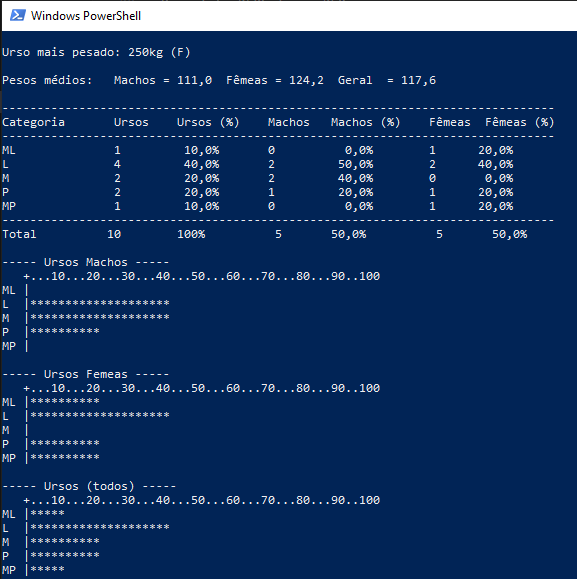 Windows PowerShell
Urso mais pesado: 250kg (F)
Pesos médios:   Machos = 111,0  Fêmeas = 124,2  Geral  = 117,6
-------------------------------------------------------------------------------
Categoria       Ursos    Ursos (%)    Machos   Machos (%)    Fêmeas  Fêmeas (%)
-------------------------------------------------------------------------------
ML              1         10,0%       0          0,0%        1     20,0%
L               4         40,0%       2         50,0%        2     40,0%
M               2         20,0%       2         40,0%        0      0,0%
P               2         20,0%       1         20,0%        1     20,0%
MP              1         10,0%       0          0,0%        1     20,0%
-------------------------------------------------------------------------------
Total          10        100%          5       50,0%          5       50,0%
----- Ursos Machos -----
   +...10...20...30...40...50...60...70...80...90..100
ML |
L  |********************
M  |********************
P  |**********
MP |
----- Ursos Femeas -----
   +...10...20...30...40...50...60...70...80...90..100
ML |**********
L  |********************
M  |
P  |**********
MP |**********
----- Ursos (todos) -----
   +...10...20...30...40...50...60...70...80...90..100
ML |*****
L  |********************
M  |**********
P  |**********
MP |*****